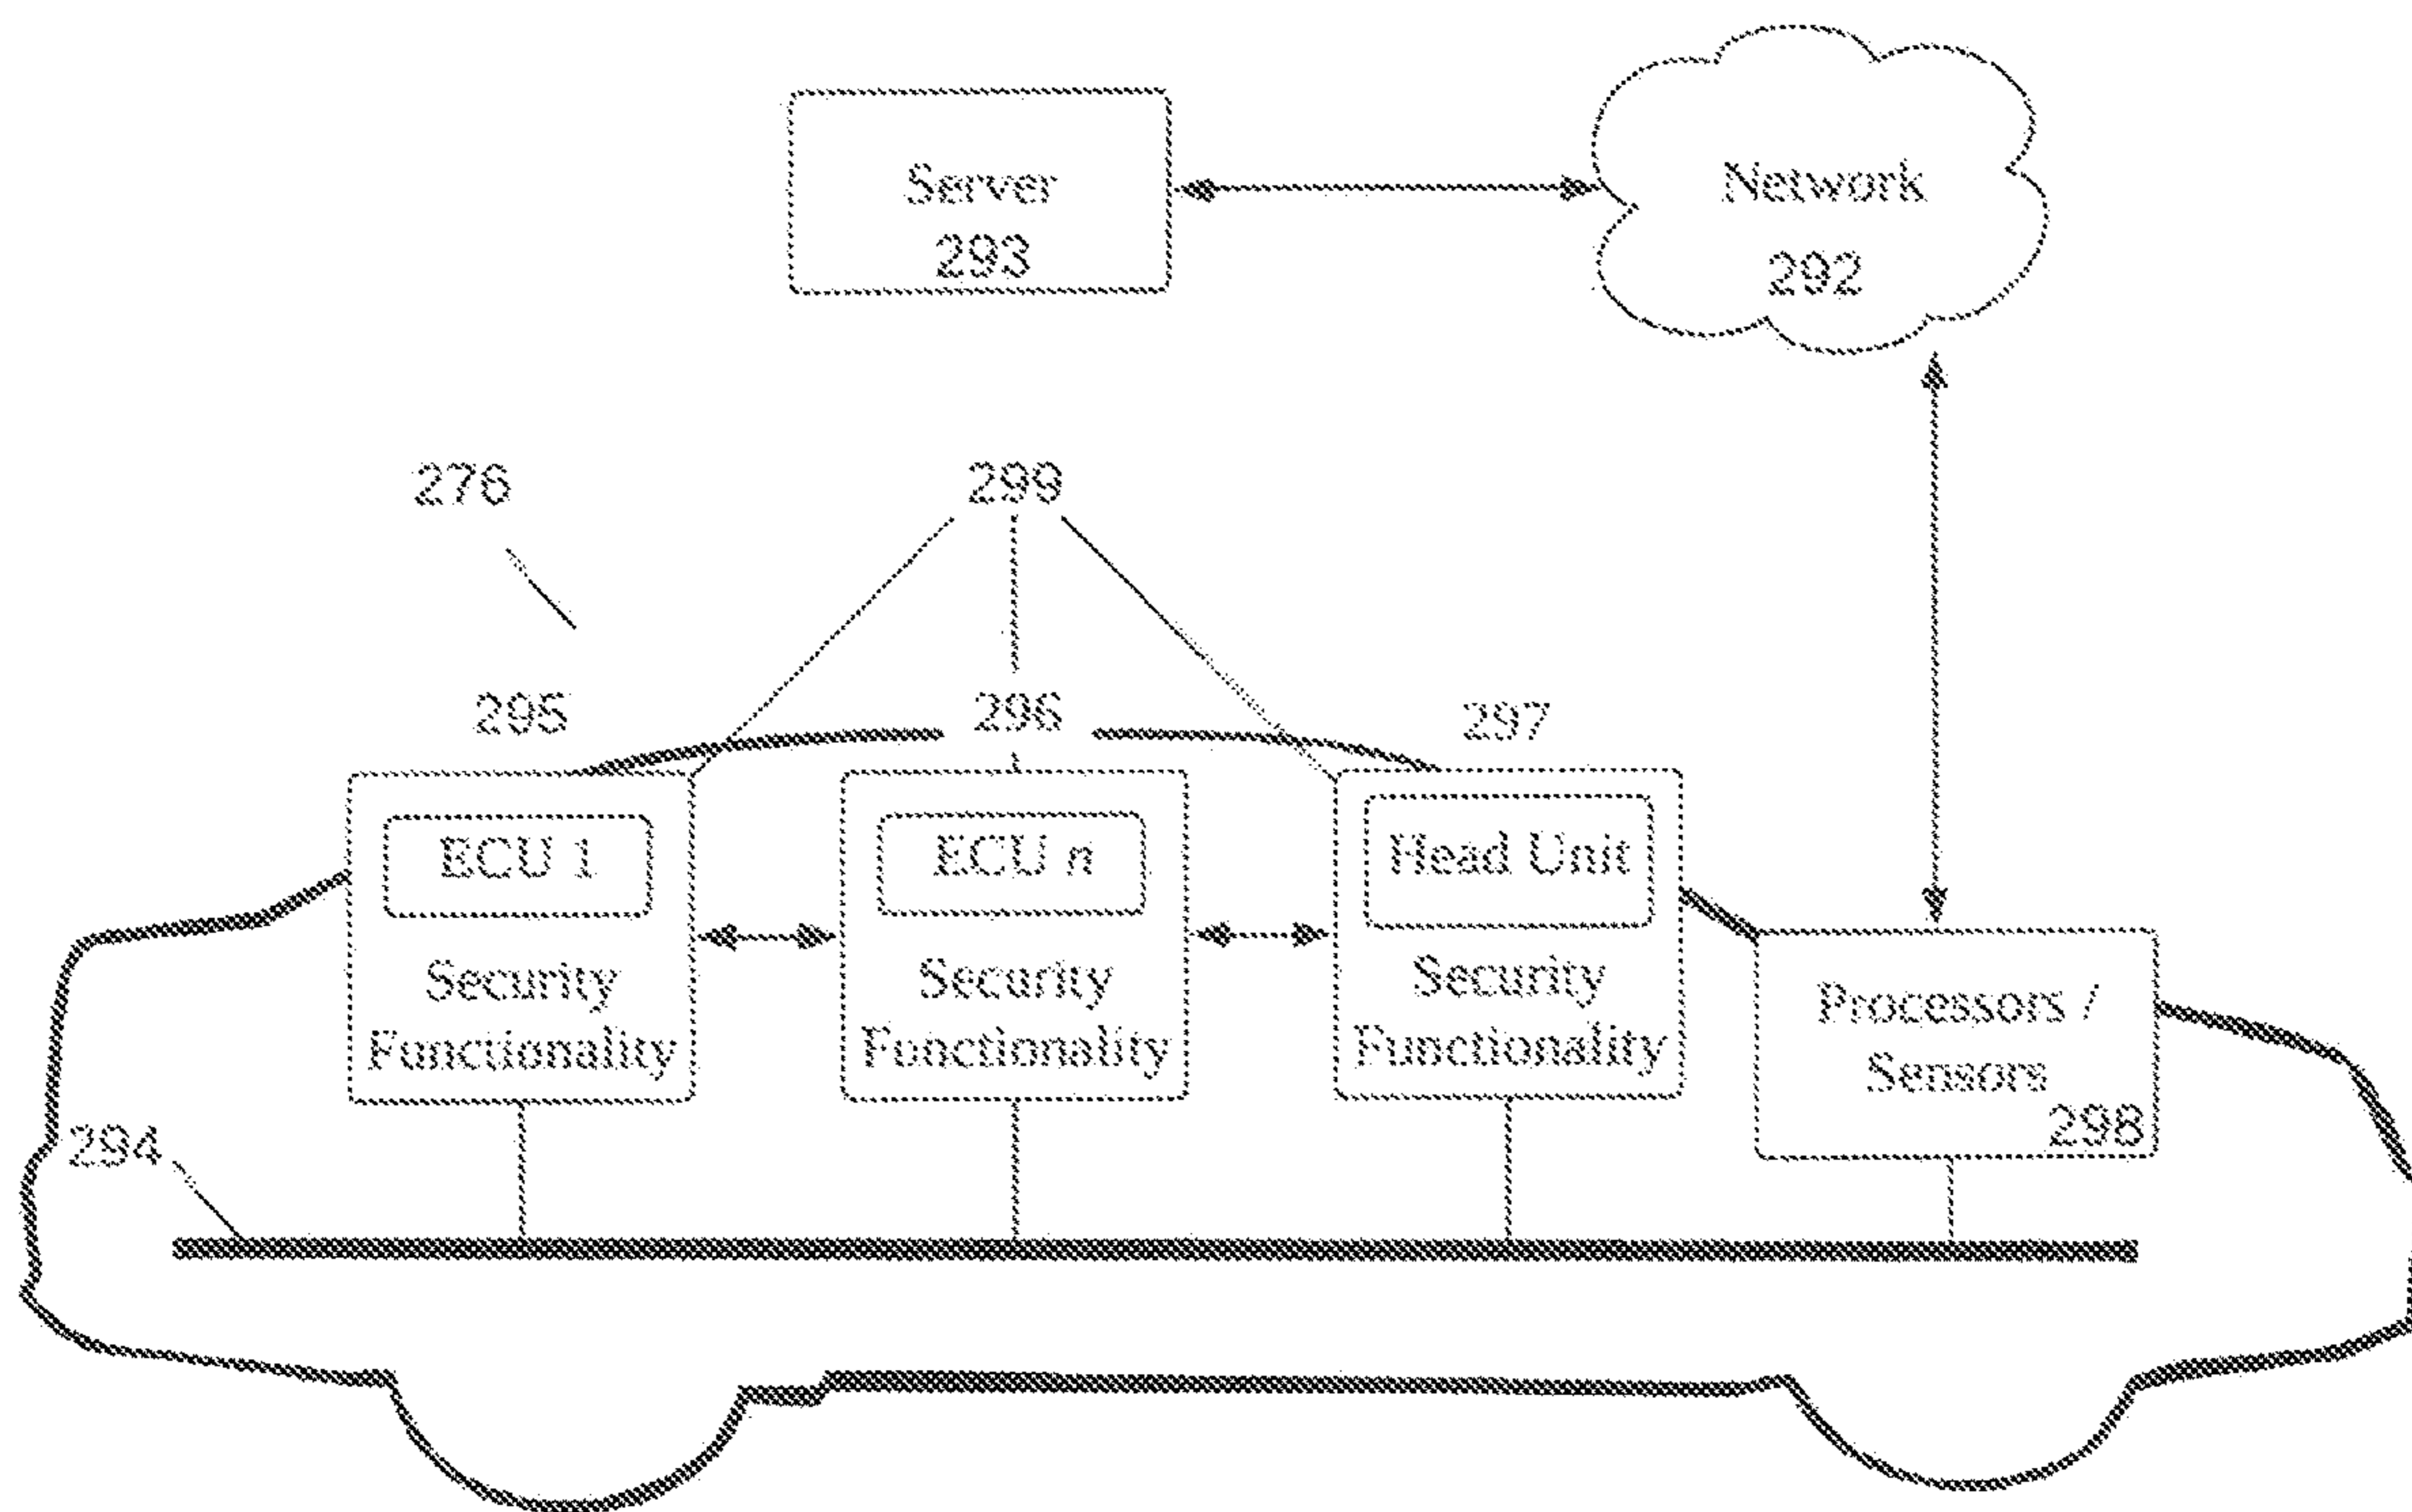 Server
293
Network
292
276
299
295
296
297
ECU 1
Security
Functionality
ECU n
Security
Functionality
Head Unit
Security
Functionality
Processors /
Sensors
298
294